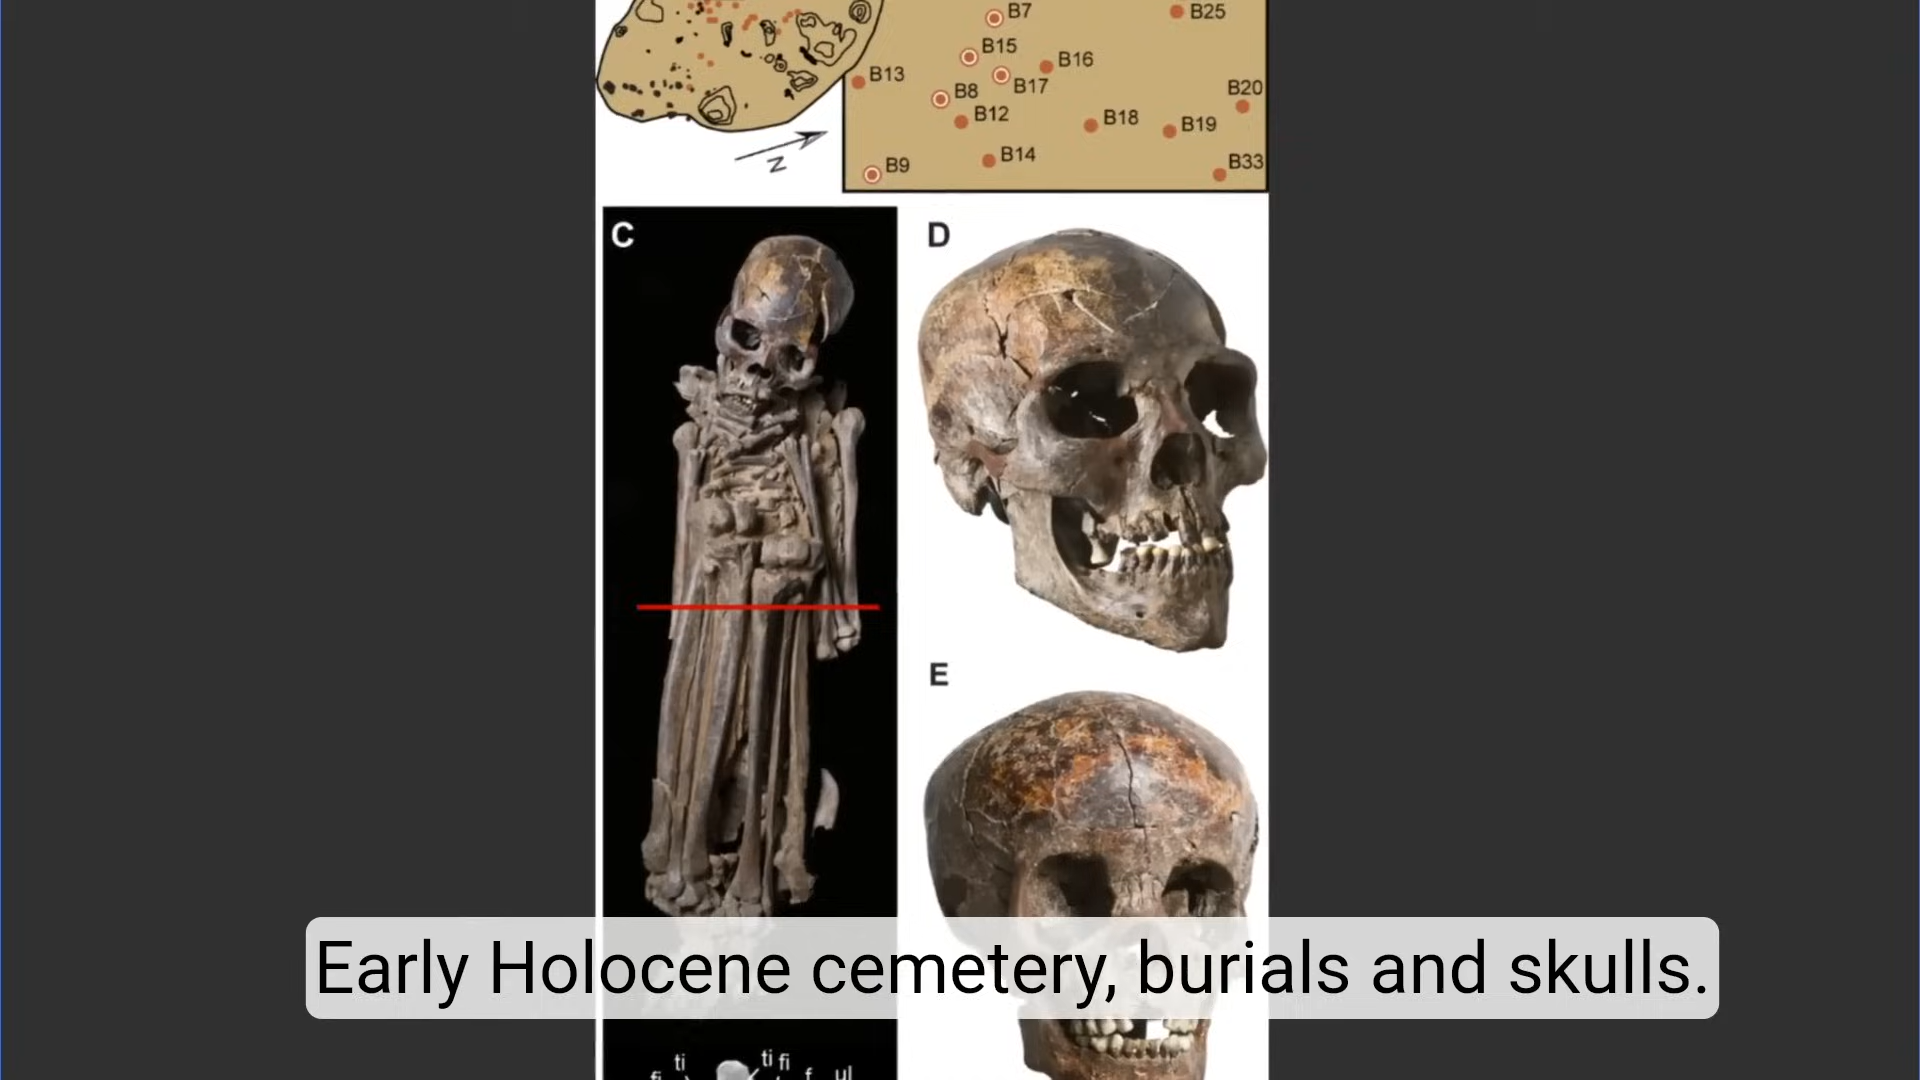 B7
B25
B15
B16
B13
B17
B20
B8
B12
B18
B19
B14
B33
B9
N
C
D
E
Early Holocene cemetery, burials and skulls.
ti
ti fi
ul